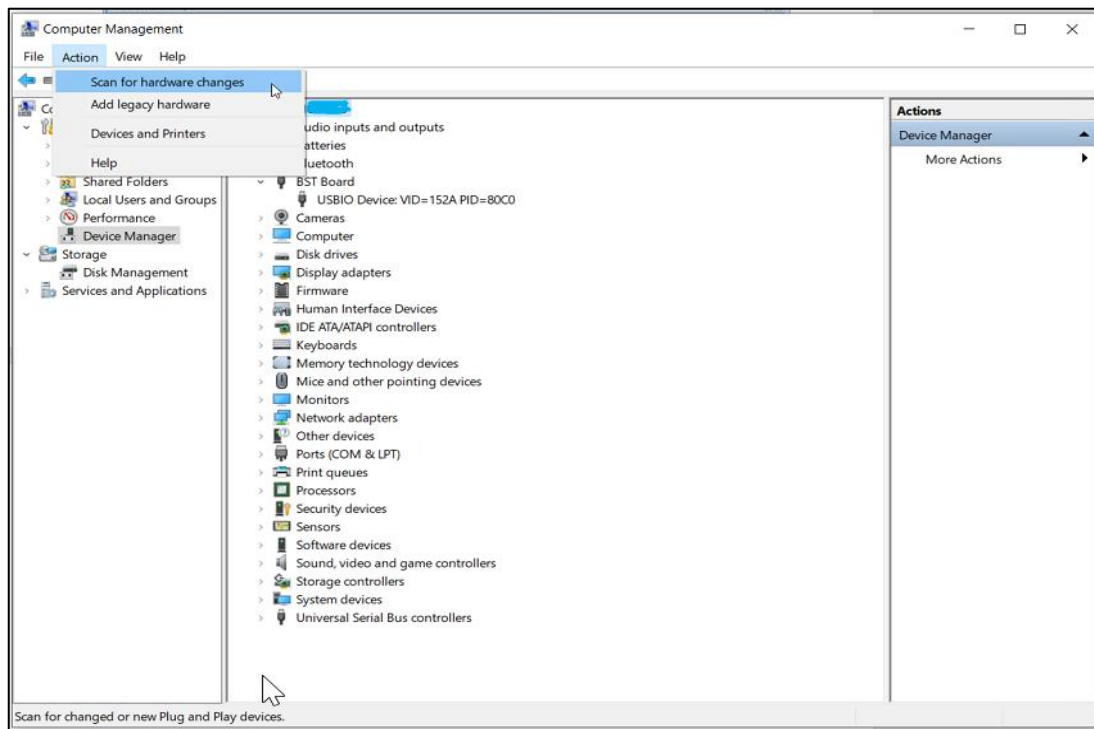 Computer Management
File Action View Help
Scan for hardware changes
Add legacy hardware
Devices and Printers
Help
Shared Folders
Local Users and Groups
Performance
Device Manager
Storage
Disk Management
Services and Applications
inputs and outputs
BST Board
USBIO Device: VID=152A PID=80C0
Cameras
Computer
Disk drives
Display adapters
Firmware
Human Interface Devices
IDE ATA/ATAPI controllers
Keyboards
Memory technology devices
Mice and other pointing devices
Monitors
Network adapters
Other devices
Ports (COM & LPT)
Print queues
Processors
Security devices
Sensors
Software devices
Sound, video and game controllers
Storage controllers
System devices
Universal Serial Bus controllers
Actions
Device Manager
More Actions
Scan for changed or new Plug and Play devices.